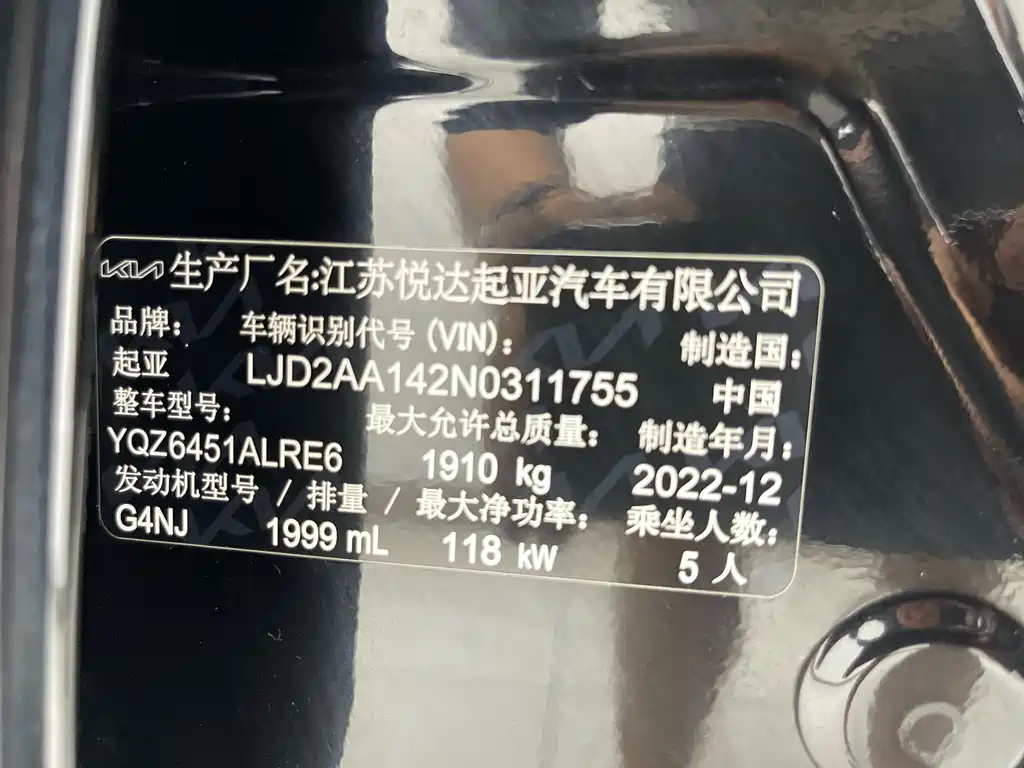 KIA 生产厂名:江苏悦达起亚汽车有限公司
品牌: 车辆识别代号 (VIN): 制造国:
起亚 LJD2AA142N0311755 中国
整车型号: 最大允许总质量: 制造年月:
YQZ6451ALRE6 1910 kg 2022-12
发动机型号 / 排量 / 最大净功率: 乘坐人数:
G4NJ 1999 mL 118 kW 5 人